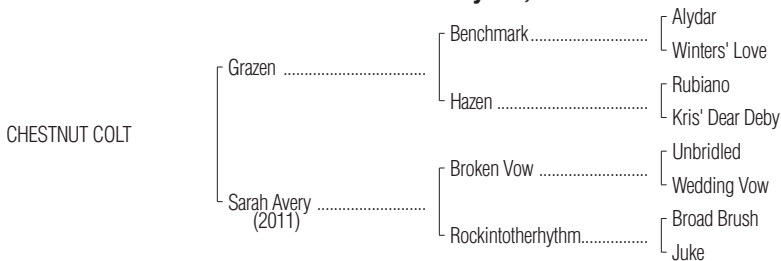 Alydar
Benchmark
Winters' Love
Grazen
Rubiano
Hazen
Kris' Dear Deby
CHESTNUT COLT
Unbridled
Broken Vow
Wedding Vow
Sarah Avery
(2011)
Broad Brush
Rockintotherhythm
Juke